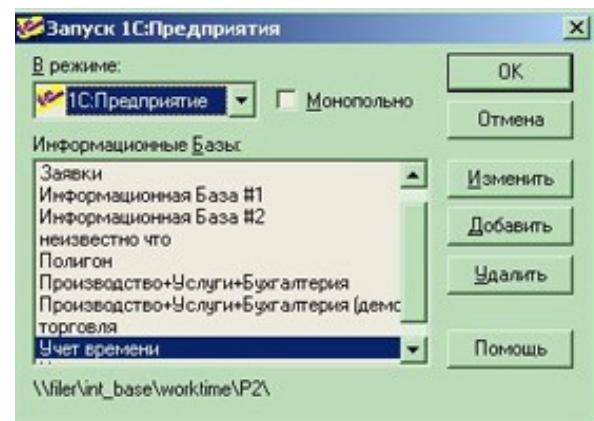 Запуск 1С:Предприятия
В режиме:
1С:Предприятие
Монопольно
Информационные Базы:
Заявки
Информационная База #1
Информационная База #2
неизвестно что
Полигон
Производство+Услуги+Бухгалтерия
Производство+Услуги+Бухгалтерия (демо
торговля
Учет времени
\\filer\int_base\worktime\P2\
OK
Отмена
Изменить
Добавить
Удалить
Помощь